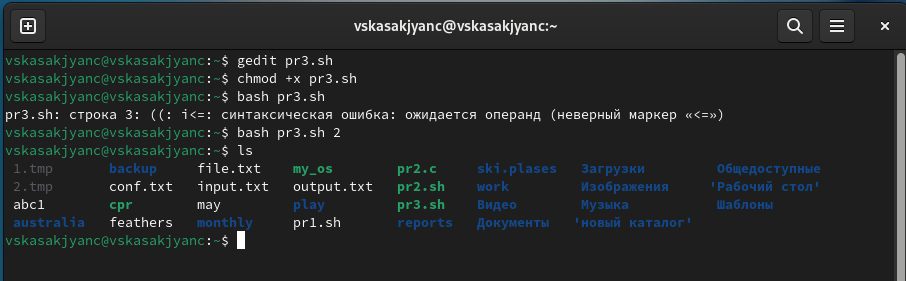 vskasakjyanc@vskasakjyanc:~
vskasakjyanc@vskasakjyanc:~$ gedit pr3.sh
vskasakjyanc@vskasakjyanc:~$ chmod +x pr3.sh
vskasakjyanc@vskasakjyanc:~$ bash pr3.sh
pr3.sh: строка 3: ((: i<=: синтаксическая ошибка: ожидается операнд (неверный маркер «<=»)
vskasakjyanc@vskasakjyanc:~$ bash pr3.sh 2
vskasakjyanc@vskasakjyanc:~$ ls
1.tmp backup file.txt my_os pr2.c ski.plases Загрузки Общедоступные
2.tmp conf.txt input.txt output.txt pr2.sh work Изображения 'Рабочий стол'
abc1 cpr may play pr3.sh Видео Музыка Шаблоны
australia feathers monthly pr1.sh reports Документы 'новый каталог'
vskasakjyanc@vskasakjyanc:~$